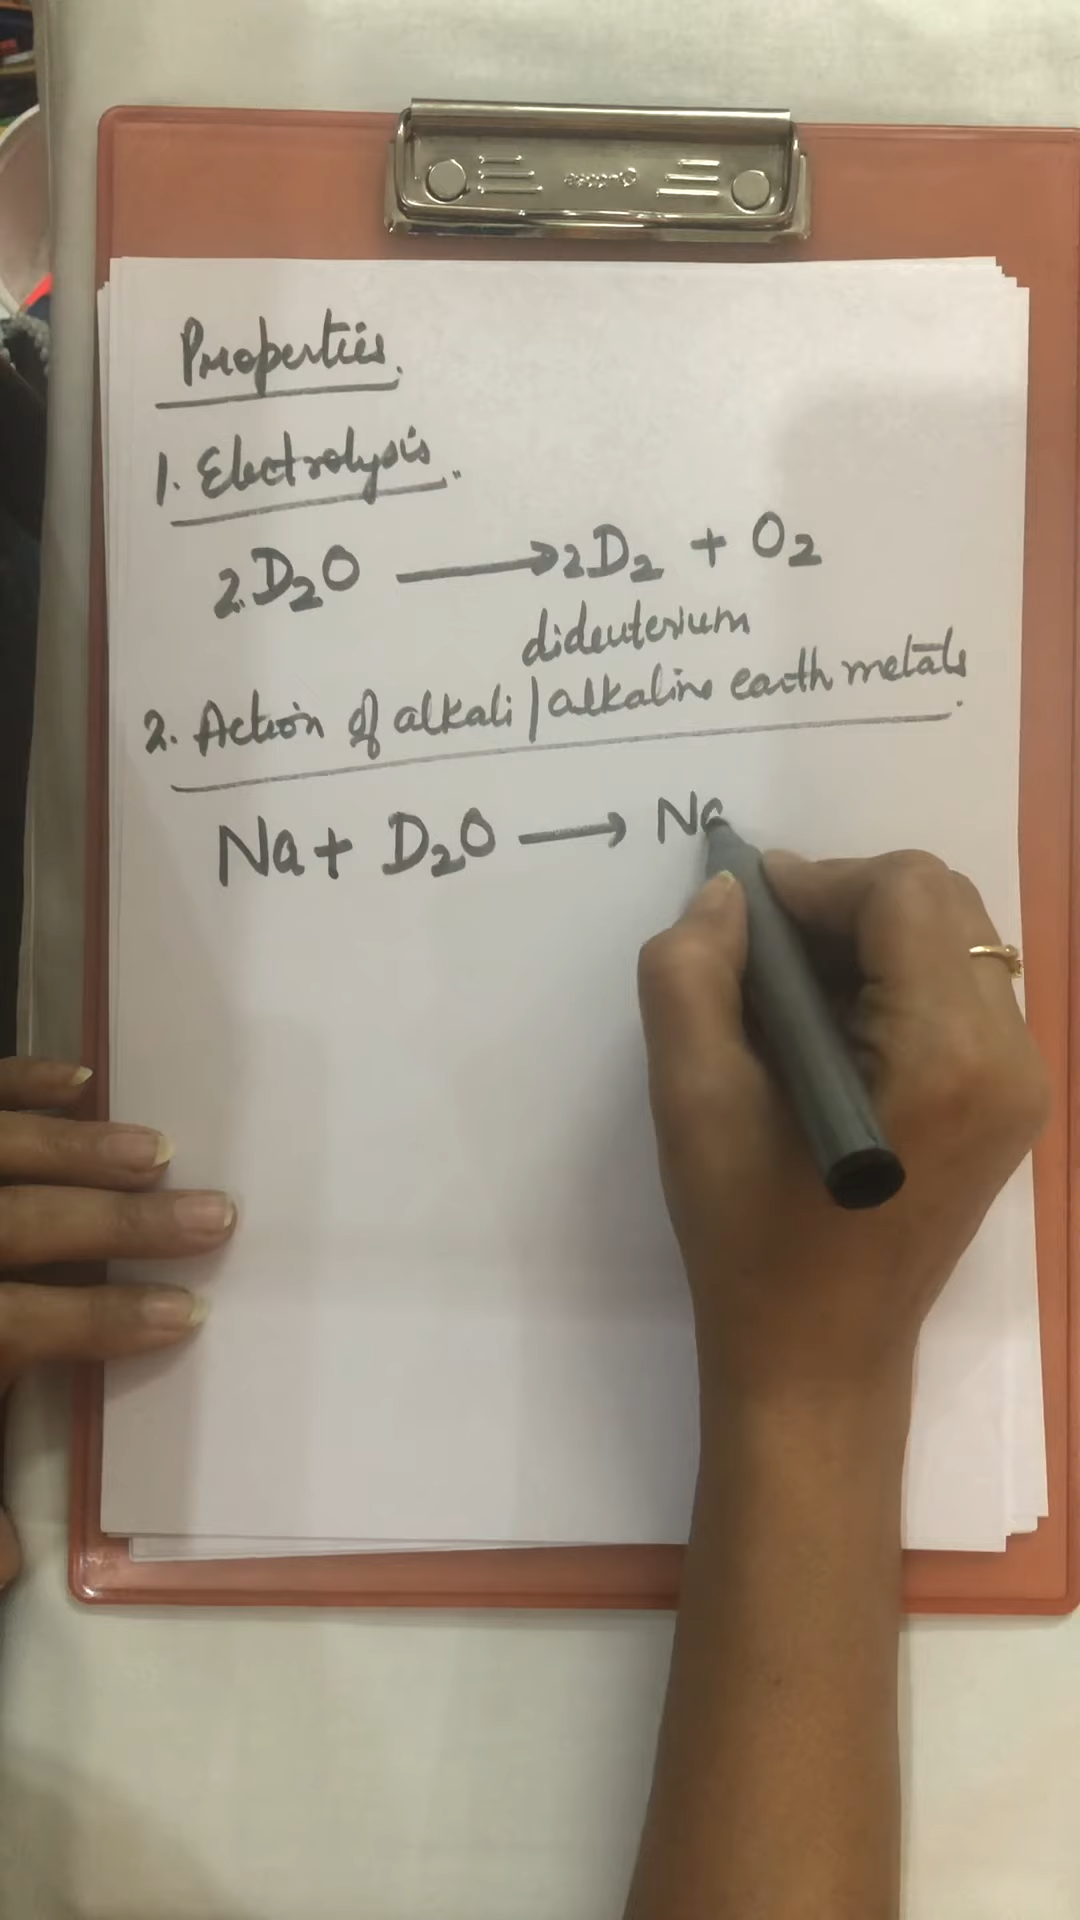 Properties.
1. Electrolysis.
2D₂O ⟶ 2D₂ + O₂
dideuterium
2. Action of alkali / alkaline earth metals.
Na + D₂O ⟶ Na